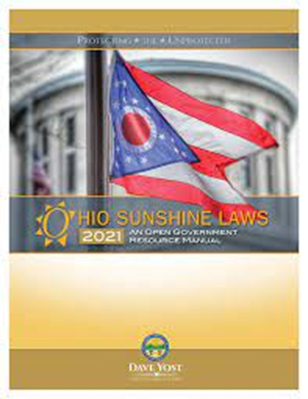 PROTECTING ★ THE ★ UNPROTECTED
OHIO SUNSHINE LAWS
2021 AN OPEN GOVERNMENT
RESOURCE MANUAL
DAVE YOST